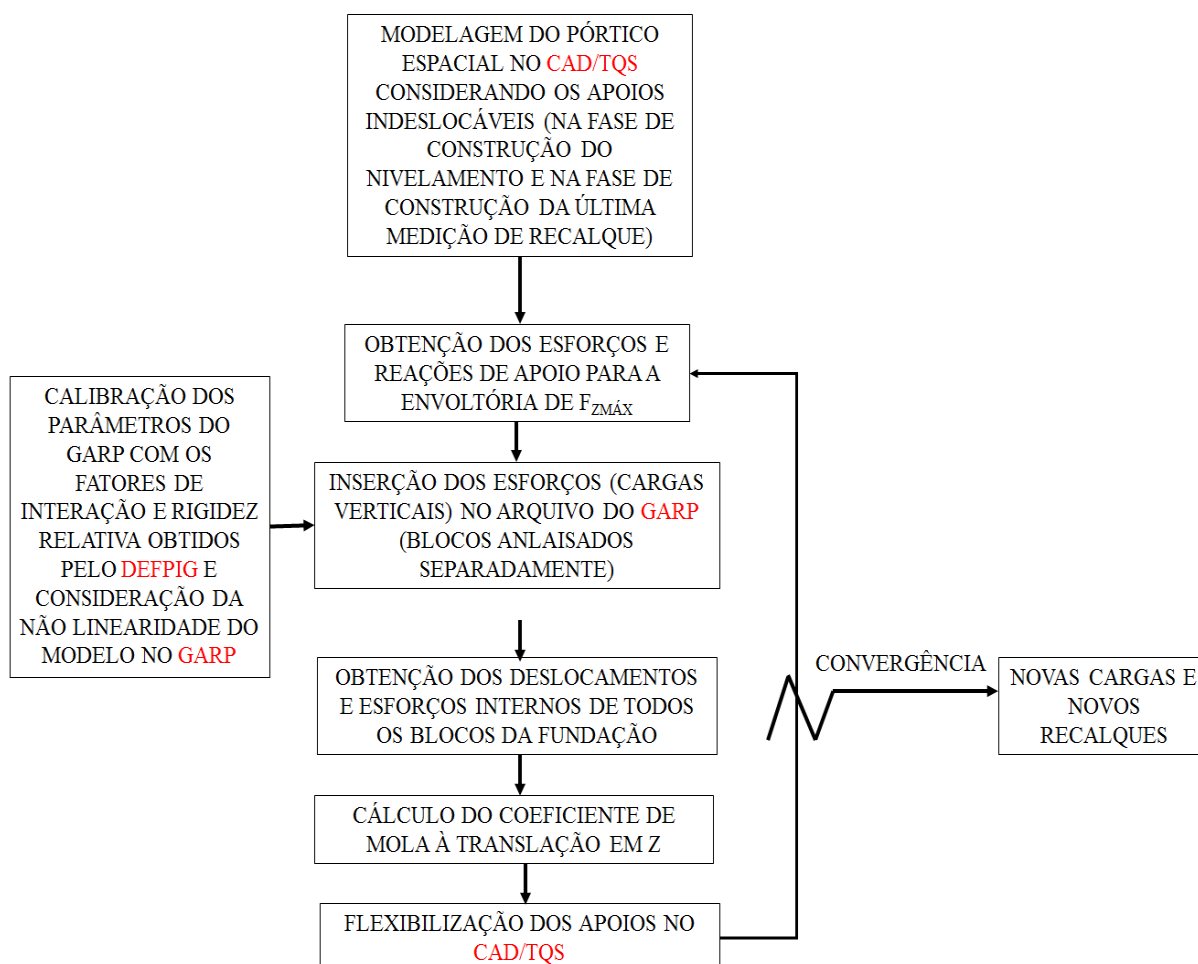 MODELAGEM DO PÓRTICO
ESPACIAL NO CAD/TQS
CONSIDERANDO OS APOIOS
INDESLOCÁVEIS (NA FASE DE
CONSTRUÇÃO DO
NIVELAMENTO E NA FASE DE
CONSTRUÇÃO DA ÚLTIMA
MEDIÇÃO DE RECALQUE)
OBTENÇÃO DOS ESFORÇOS E
REAÇÕES DE APOIO PARA A
ENVOLTÓRIA DE FZMÁX
CALIBRAÇÃO DOS
PARÂMETROS DO
GARP COM OS
FATORES DE
INTERAÇÃO E RIGIDEZ
RELATIVA OBTIDOS
PELO DEFPIG E
CONSIDERAÇÃO DA
NÃO LINEARIDADE DO
MODELO NO GARP
INSERÇÃO DOS ESFORÇOS (CARGAS
VERTICAIS) NO ARQUIVO DO GARP
(BLOCOS ANLAISADOS
SEPARADAMENTE)
OBTENÇÃO DOS DESLOCAMENTOS
E ESFORÇOS INTERNOS DE TODOS
OS BLOCOS DA FUNDAÇÃO
CÁLCULO DO COEFICIENTE DE
MOLA À TRANSLAÇÃO EM Z
FLEXIBILIZAÇÃO DOS APOIOS NO
CAD/TQS
CONVERGÊNCIA
NOVAS CARGAS E
NOVOS
RECALQUES